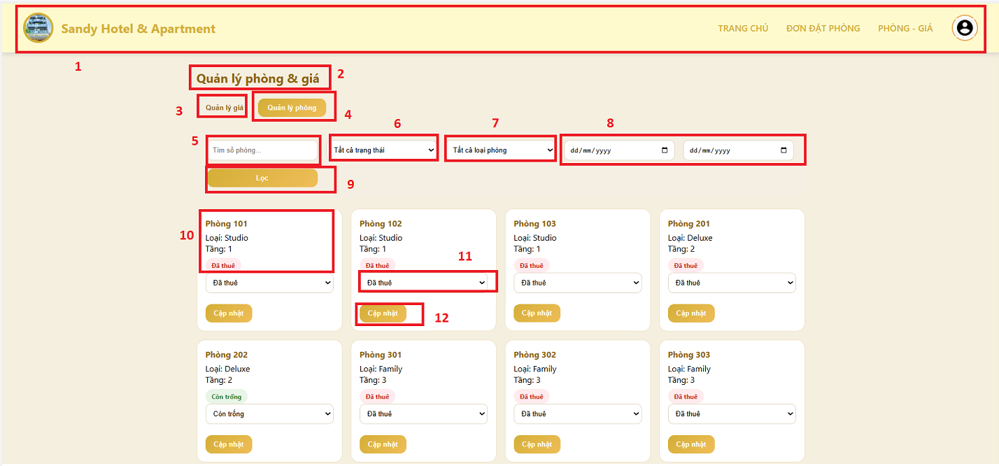 Sandy Hotel & Apartment TRANG CHỦ ĐƠN ĐẶT PHÒNG PHÒNG - GIÁ
1
Quản lý phòng & giá 2
3 Quản lý giá Quản lý phòng 4
6 7 8
5 Tìm số phòng... Tất cả trạng thái Tất cả loại phòng dd/mm/yyyy dd/mm/yyyy
Lọc 9
10
Phòng 101
Loại: Studio
Tầng: 1
Đã thuê
Đã thuê
Cập nhật
Phòng 102
Loại: Studio
Tầng: 1
11
Đã thuê
Đã thuê
Cập nhật 12
Phòng 103
Loại: Studio
Tầng: 1
Đã thuê
Đã thuê
Cập nhật
Phòng 201
Loại: Deluxe
Tầng: 2
Đã thuê
Đã thuê
Cập nhật
Phòng 202
Loại: Deluxe
Tầng: 2
Còn trống
Còn trống
Cập nhật
Phòng 301
Loại: Family
Tầng: 3
Đã thuê
Đã thuê
Cập nhật
Phòng 302
Loại: Family
Tầng: 3
Đã thuê
Đã thuê
Cập nhật
Phòng 303
Loại: Family
Tầng: 3
Đã thuê
Đã thuê
Cập nhật